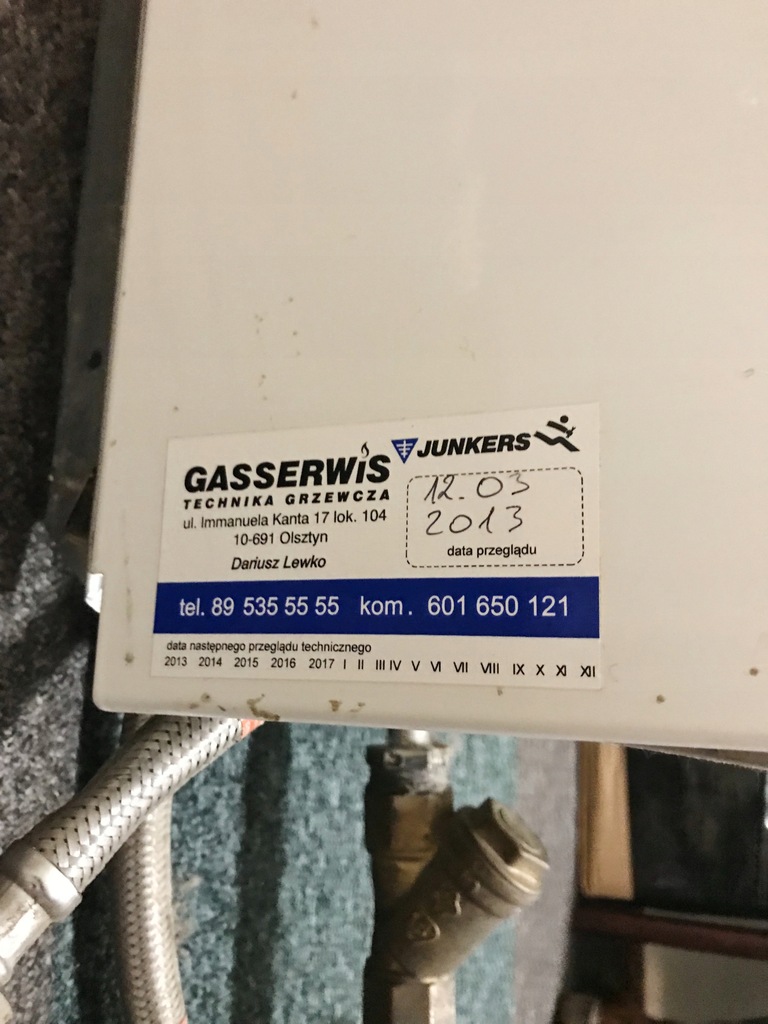 GASSERWiS
TECHNIKA GRZEWCZA
ul. Immanuela Kanta 17 lok. 104
10-691 Olsztyn
Dariusz Lewko
JUNKERS
12.03
2013
data przeglądu
tel. 89 535 55 55 kom. 601 650 121
data następnego przeglądu technicznego
2013 2014 2015 2016 2017 I II III IV V VI VII VIII IX X XI XII